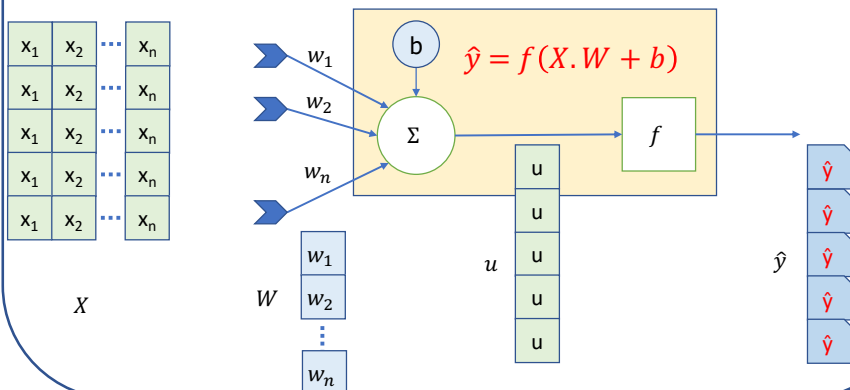 x1 x2 ... xn
x1 x2 ... xn
x1 x2 ... xn
x1 x2 ... xn
x1 x2 ... xn
X
w1
w2
wn
b
ŷ = f(X.W + b)
Σ
f
W
w1
w2
⋮
wn
u
u
u
u
u
u
ŷ
ŷ
ŷ
ŷ
ŷ
ŷ